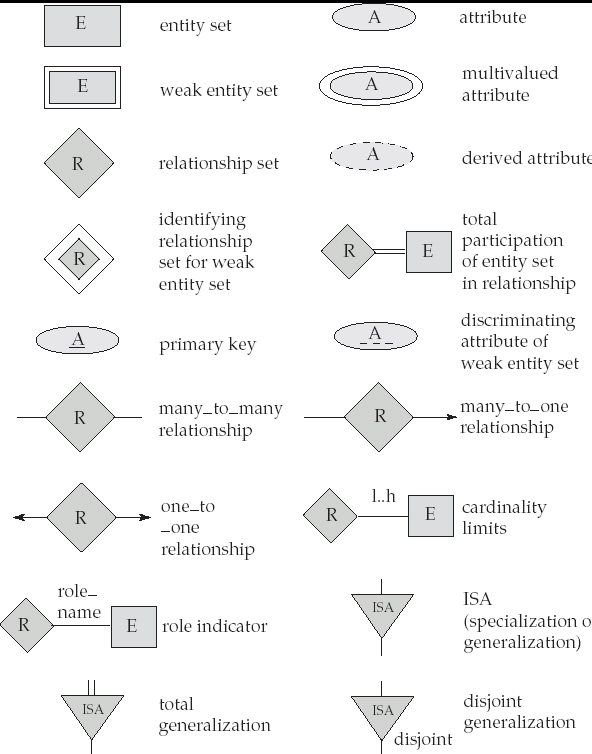 E
entity set
A
attribute
E
weak entity set
A
multivalued
attribute
R
relationship set
A
derived attribute
R
identifying
relationship
set for weak
entity set
R
E
total
participation
of entity set
in relationship
A
primary key
A
discriminating
attribute of
weak entity set
R
many_to_many
relationship
R
many_to_one
relationship
R
one_to
_one
relationship
R
l..h
E
cardinality
limits
R
role_
name
E
role indicator
ISA
ISA
(specialization o
generalization)
ISA
total
generalization
ISA
disjoint
disjoint
generalization